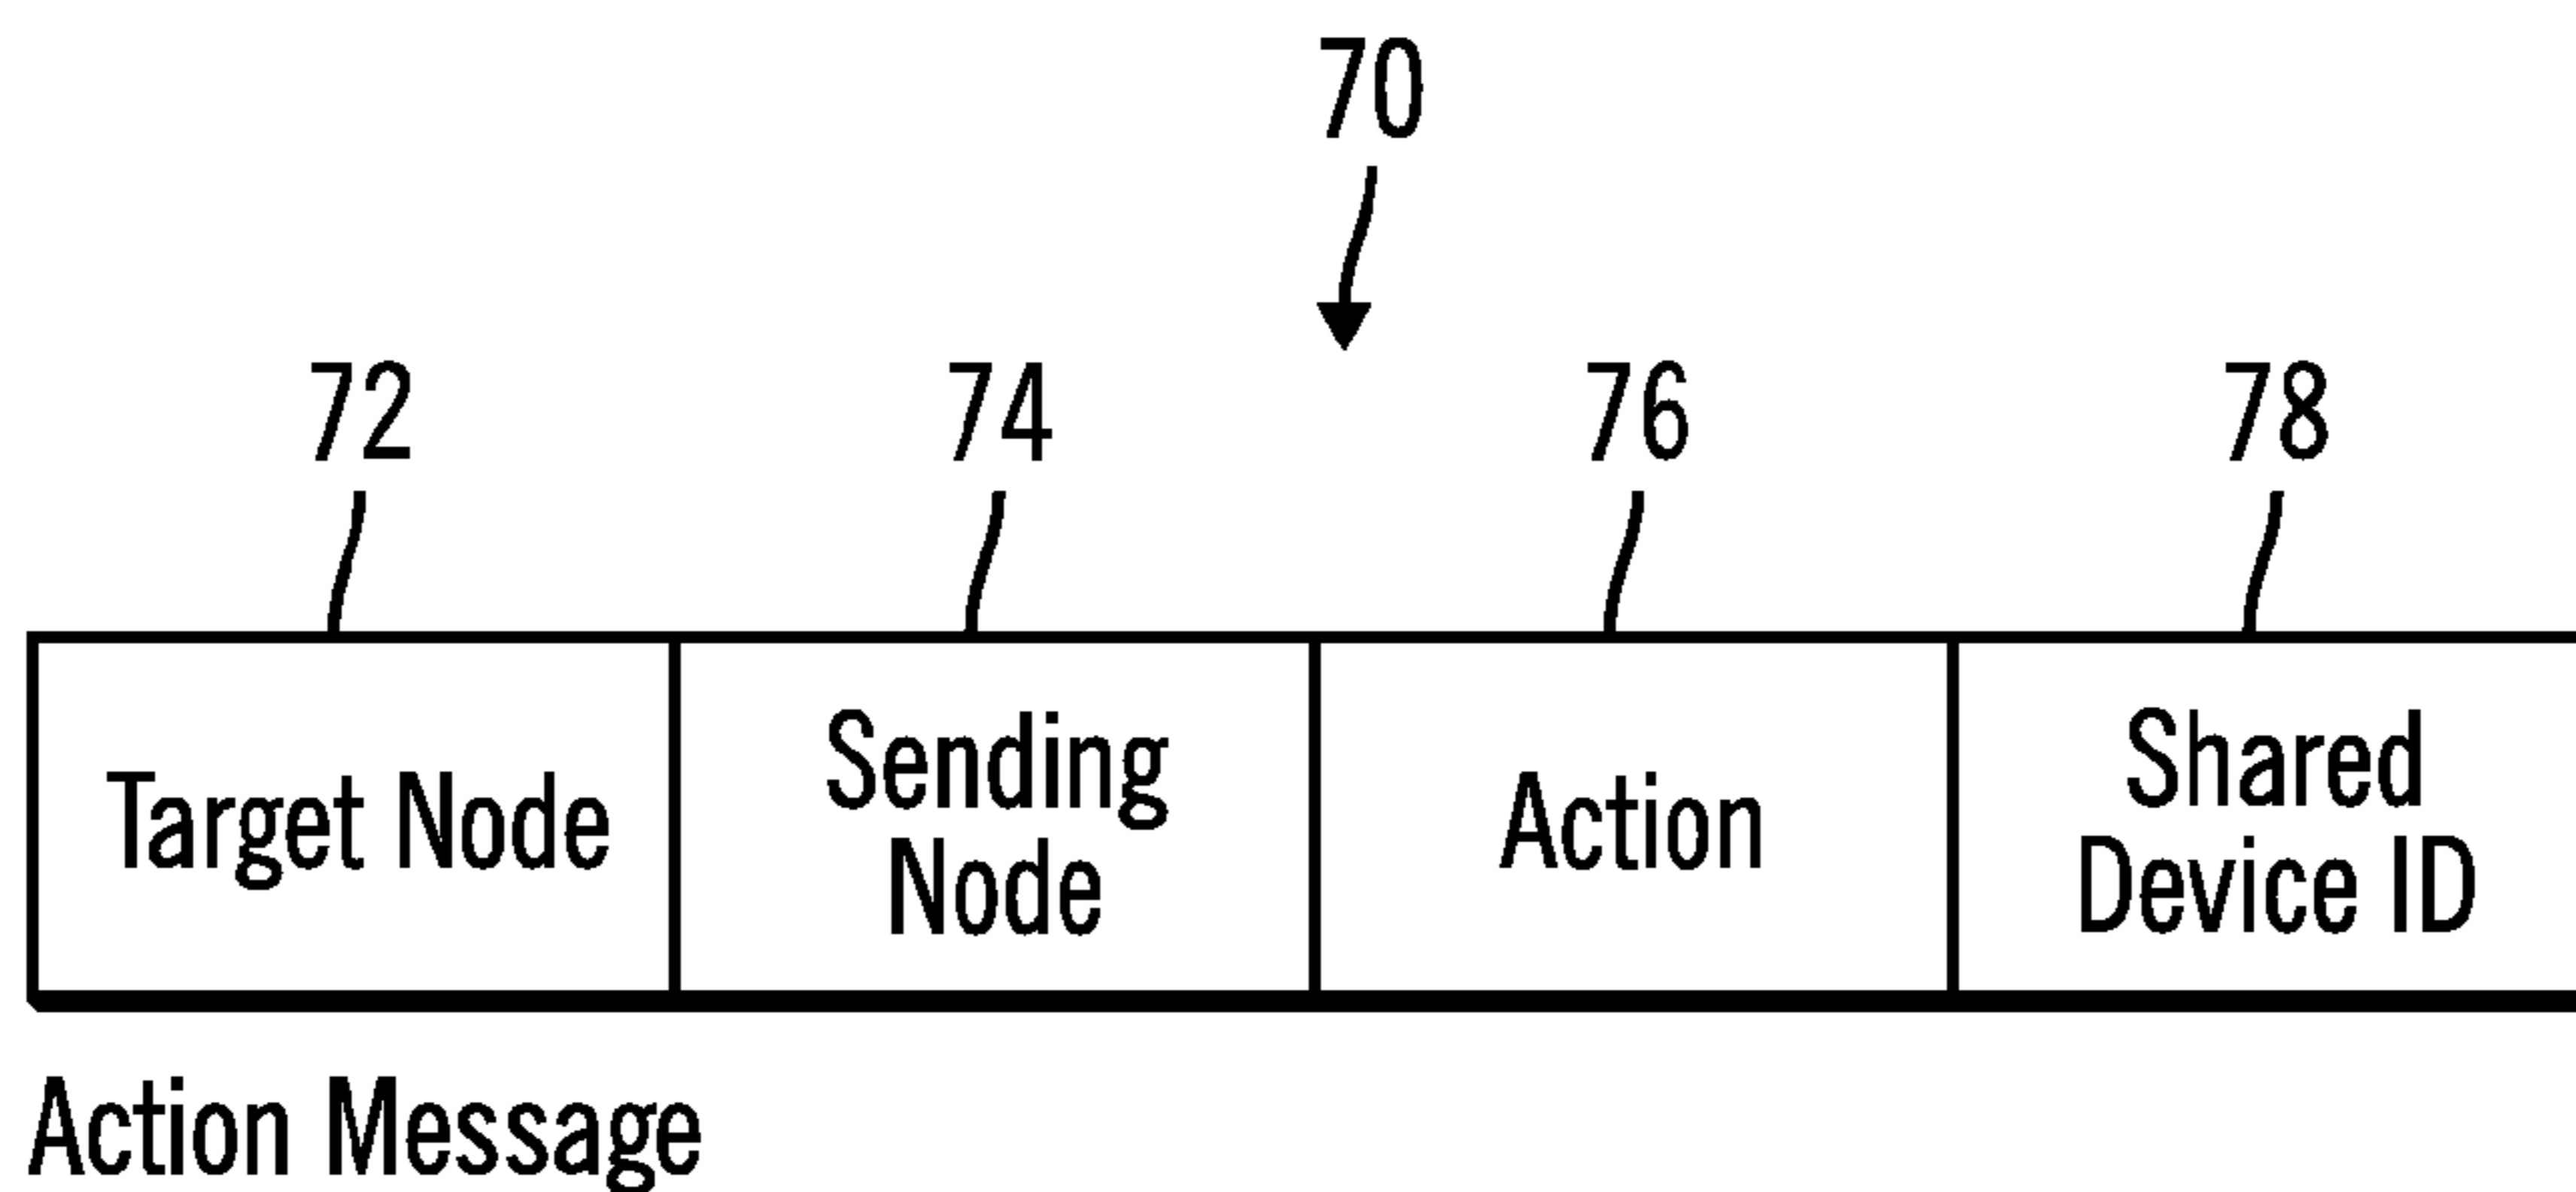 70
72
74
76
78
Target Node
Sending
Node
Action
Shared
Device ID
Action Message